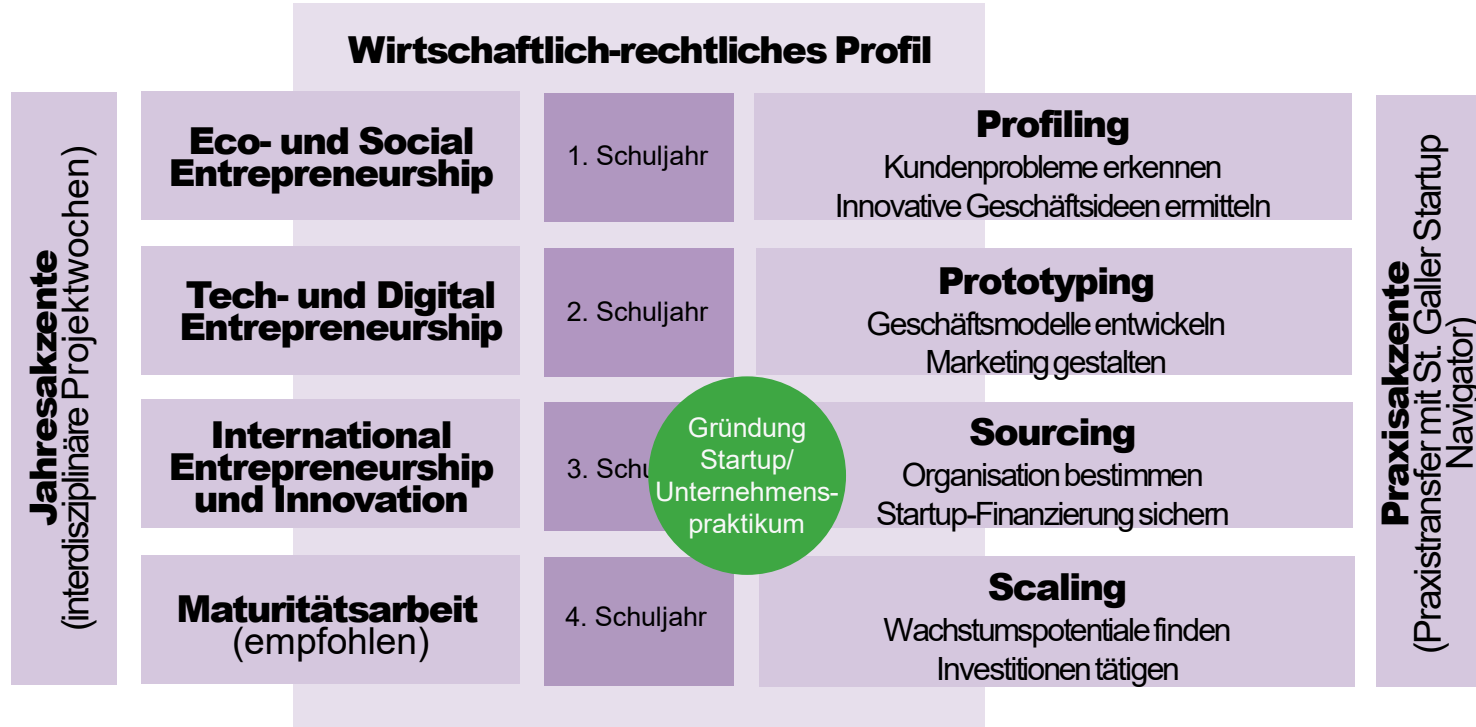 Wirtschaftlich-rechtliches Profil
Jahresakzente
(interdisziplinäre Projektwochen)
Eco- und Social
Entrepreneurship
1. Schuljahr
Profiling
Kundenprobleme erkennen
Innovative Geschäftsideen ermitteln
Tech- und Digital
Entrepreneurship
2. Schuljahr
Prototyping
Geschäftsmodelle entwickeln
Marketing gestalten
International
Entrepreneurship
und Innovation
3. Schu
Gründung
Startup/
Unternehmens-
praktikum
Sourcing
Organisation bestimmen
Startup-Finanzierung sichern
Maturitätsarbeit
(empfohlen)
4. Schuljahr
Scaling
Wachstumspotentiale finden
Investitionen tätigen
Praxisakzente
(Praxistransfer mit St. Galler Startup
Navigator)